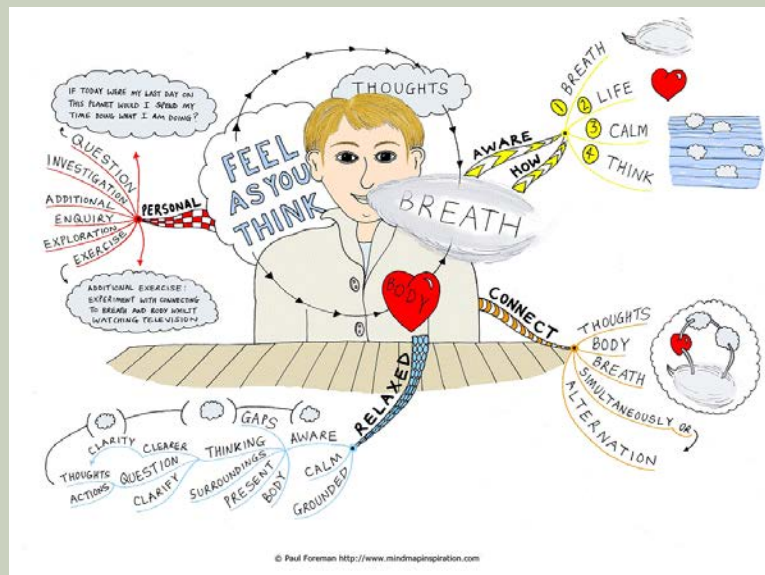 IF TODAY WERE MY LAST DAY ON
THIS PLANET WOULD I SPEND MY
TIME DOING WHAT I AM DOING?
QUESTION
INVESTIGATION
ADDITIONAL
ENQUIRY
EXPLORATION
EXERCISE
PERSONAL
ADDITIONAL EXERCISE:
EXPERIMENT WITH CONNECTING
TO BREATH AND BODY WHILST
WATCHING TELEVISION
THOUGHTS
FEEL
AS YOU
THINK
BREATH
BODY
AWARE
HOW
1 BREATH
2 LIFE
3 CALM
4 THINK
CONNECT
THOUGHTS
BODY
BREATH
SIMULTANEOUSLY OR
ALTERNATION
RELAXED
GAPS
AWARE
CALM
GROUNDED
THINKING
SURROUNDINGS
PRESENT
BODY
CLEARER
QUESTION
CLARIFY
CLARITY
THOUGHTS
ACTIONS
© Paul Foreman http://www.mindmapinspiration.com